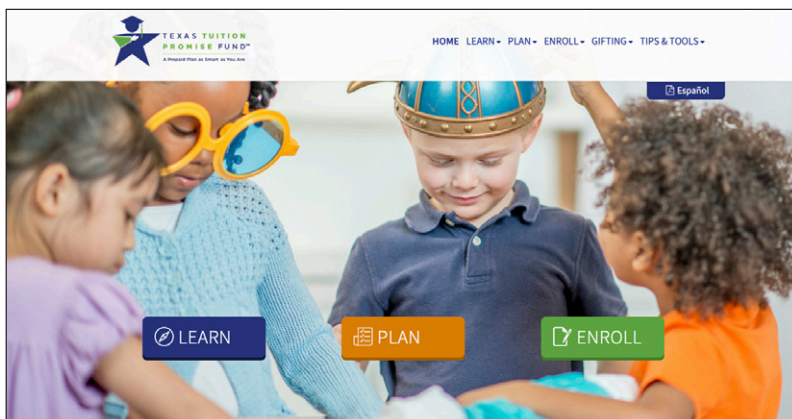 TEXAS TUITION
PROMISE FUND℠
A Prepaid Plan as Smart as You Are
HOME LEARN PLAN ENROLL GIFTING TIPS & TOOLS
Español
LEARN
PLAN
ENROLL